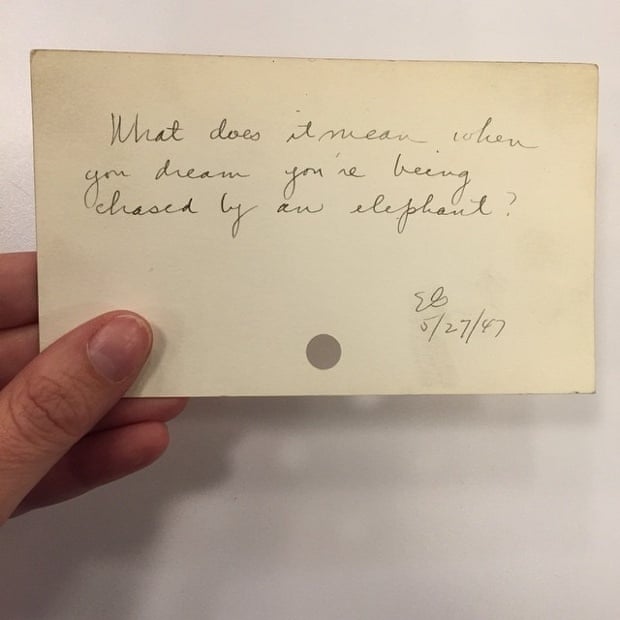 What does it mean when
you dream you're being
chased by an elephant?
5/27/47